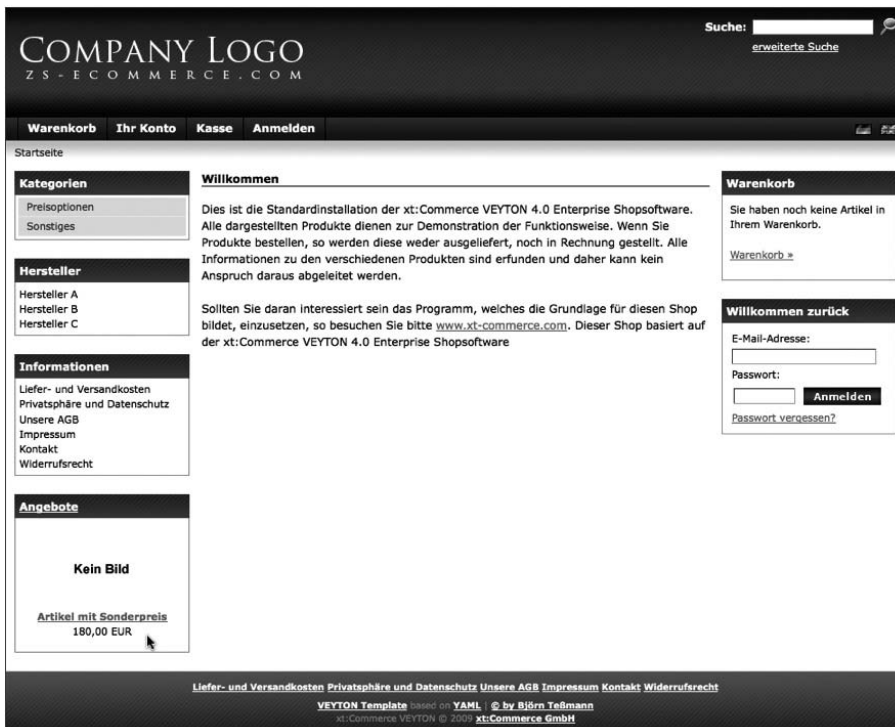 COMPANY LOGO
ZS-ECOMMERCE.COM
Suche:
erweiterte Suche
Warenkorb Ihr Konto Kasse Anmelden
Startseite
Kategorien
Preisoptionen
Sonstiges
Hersteller
Hersteller A
Hersteller B
Hersteller C
Informationen
Liefer- und Versandkosten
Privatsphäre und Datenschutz
Unsere AGB
Impressum
Kontakt
Widerrufsrecht
Angebote
Kein Bild
Artikel mit Sonderpreis
180,00 EUR
Willkommen
Dies ist die Standardinstallation der xt:Commerce VEYTON 4.0 Enterprise Shopsoftware.
Alle dargestellten Produkte dienen zur Demonstration der Funktionsweise. Wenn Sie
Produkte bestellen, so werden diese weder ausgeliefert, noch in Rechnung gestellt. Alle
Informationen zu den verschiedenen Produkten sind erfunden und daher kann kein
Anspruch daraus abgeleitet werden.
Sollten Sie daran interessiert sein das Programm, welches die Grundlage für diesen Shop
bildet, einzusetzen, so besuchen Sie bitte www.xt-commerce.com. Dieser Shop basiert auf
der xt:Commerce VEYTON 4.0 Enterprise Shopsoftware
Warenkorb
Sie haben noch keine Artikel in
Ihrem Warenkorb.
Warenkorb »
Willkommen zurück
E-Mail-Adresse:
Passwort:
Anmelden
Passwort vergessen?
Liefer- und Versandkosten Privatsphäre und Datenschutz Unsere AGB Impressum Kontakt Widerrufsrecht
VEYTON Template based on YAML | © by Björn Teßmann
xt:Commerce VEYTON © 2009 xt:Commerce GmbH